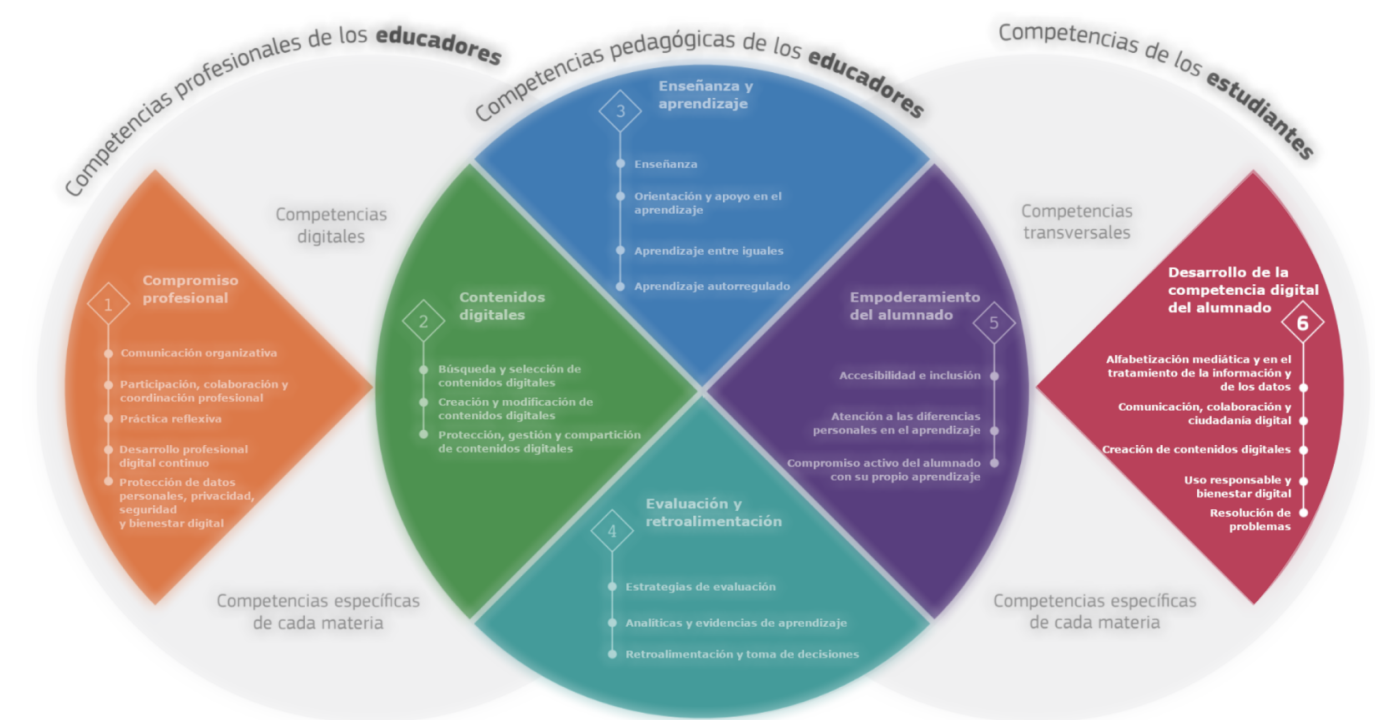 Competencias profesionales de los educadores
Competencias pedagógicas de los educadores
Competencias de los estudiantes
Competencias
digitales
Competencias específicas
de cada materia
1
Compromiso
profesional
Comunicación organizativa
Participación, colaboración y
coordinación profesional
Práctica reflexiva
Desarrollo profesional
digital continuo
Protección de datos
personales, privacidad,
seguridad
y bienestar digital
2
Contenidos
digitales
Búsqueda y selección de
contenidos digitales
Creación y modificación de
contenidos digitales
Protección, gestión y compartición
de contenidos digitales
3
Enseñanza y
aprendizaje
Enseñanza
Orientación y apoyo en el
aprendizaje
Aprendizaje entre iguales
Aprendizaje autorregulado
4
Evaluación y
retroalimentación
Estrategias de evaluación
Analíticas y evidencias de aprendizaje
Retroalimentación y toma de decisiones
Empoderamiento
del alumnado
5
Accesibilidad e inclusión
Atención a las diferencias
personales en el aprendizaje
Compromiso activo del alumnado
con su propio aprendizaje
Competencias
transversales
Competencias específicas
de cada materia
Desarrollo de la
competencia digital
del alumnado
6
Alfabetización mediática y en el
tratamiento de la información y
de los datos
Comunicación, colaboración y
ciudadanía digital
Creación de contenidos digitales
Uso responsable y
bienestar digital
Resolución de
problemas